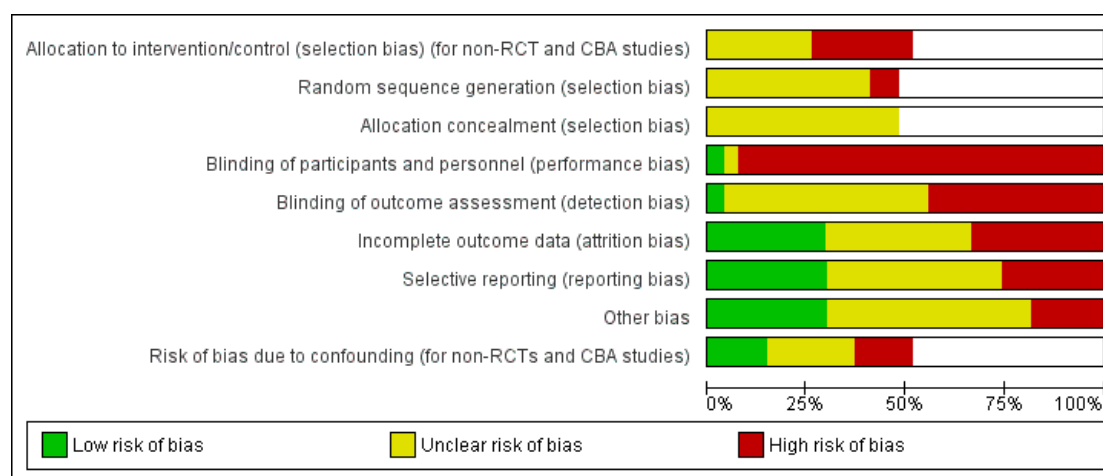 Allocation to intervention/control (selection bias) (for non-RCT and CBA studies)
Random sequence generation (selection bias)
Allocation concealment (selection bias)
Blinding of participants and personnel (performance bias)
Blinding of outcome assessment (detection bias)
Incomplete outcome data (attrition bias)
Selective reporting (reporting bias)
Other bias
Risk of bias due to confounding (for non-RCTs and CBA studies)
0% 25% 50% 75% 100%
Low risk of bias Unclear risk of bias High risk of bias